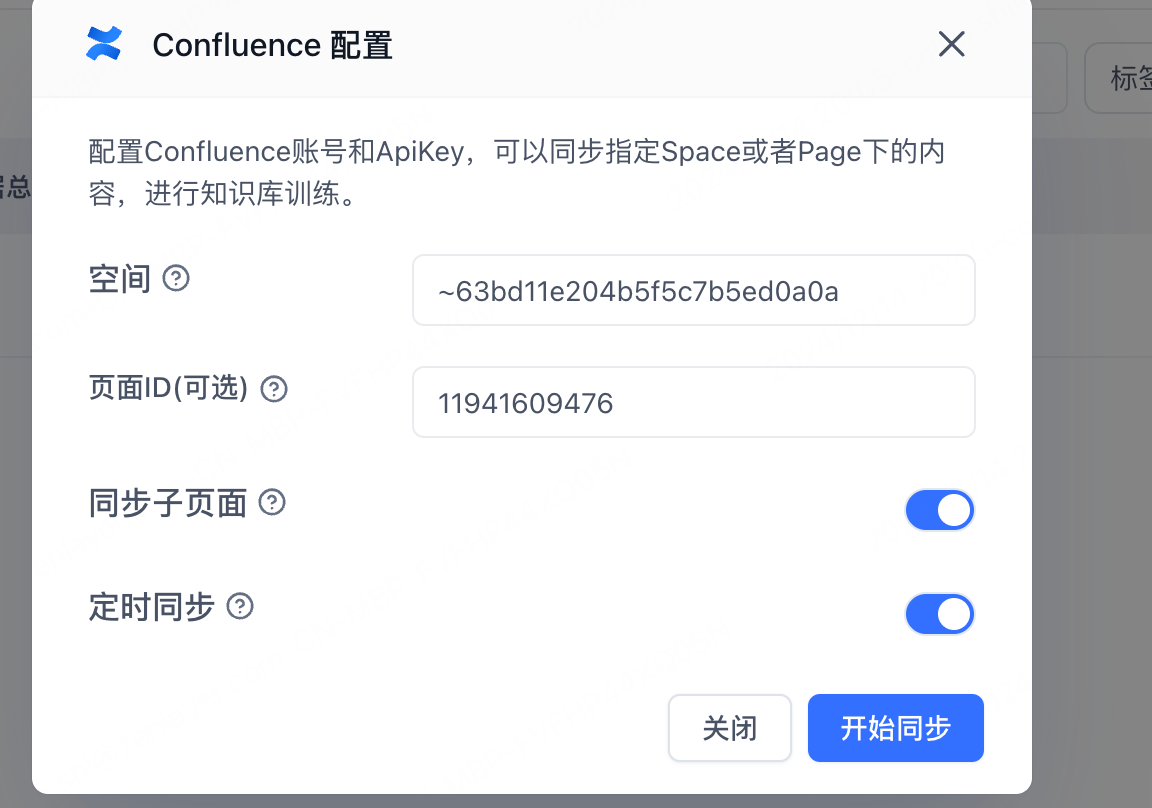 Confluence 配置
标签
配置Confluence账号和ApiKey，可以同步指定Space或者Page下的内
容，进行知识库训练。
总
空间
~63bd11e204b5f5c7b5ed0a0a
页面ID(可选)
11941609476
同步子页面
定时同步
关闭
开始同步